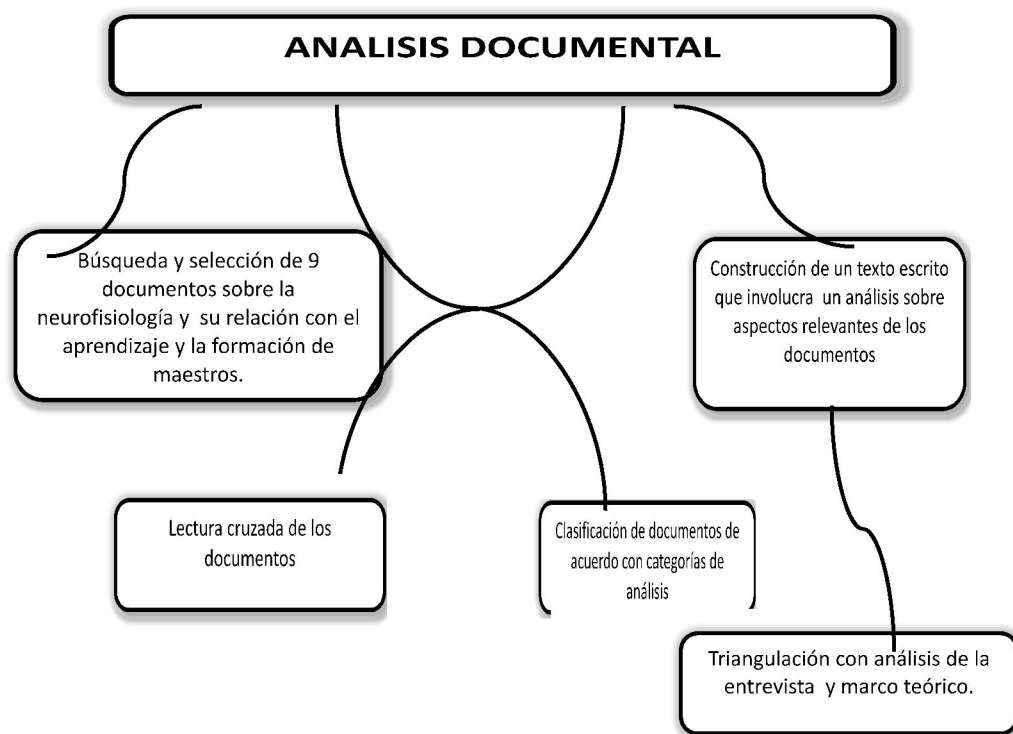 ANALISIS DOCUMENTAL
Búsqueda y selección de 9
documentos sobre la
neurofisiología y su relación con el
aprendizaje y la formación de
maestros.
Construcción de un texto escrito
que involucra un análisis sobre
aspectos relevantes de los
documentos
Lectura cruzada de los
documentos
Clasificación de documentos de
acuerdo con categorías de
análisis
Triangulación con análisis de la
entrevista y marco teórico.